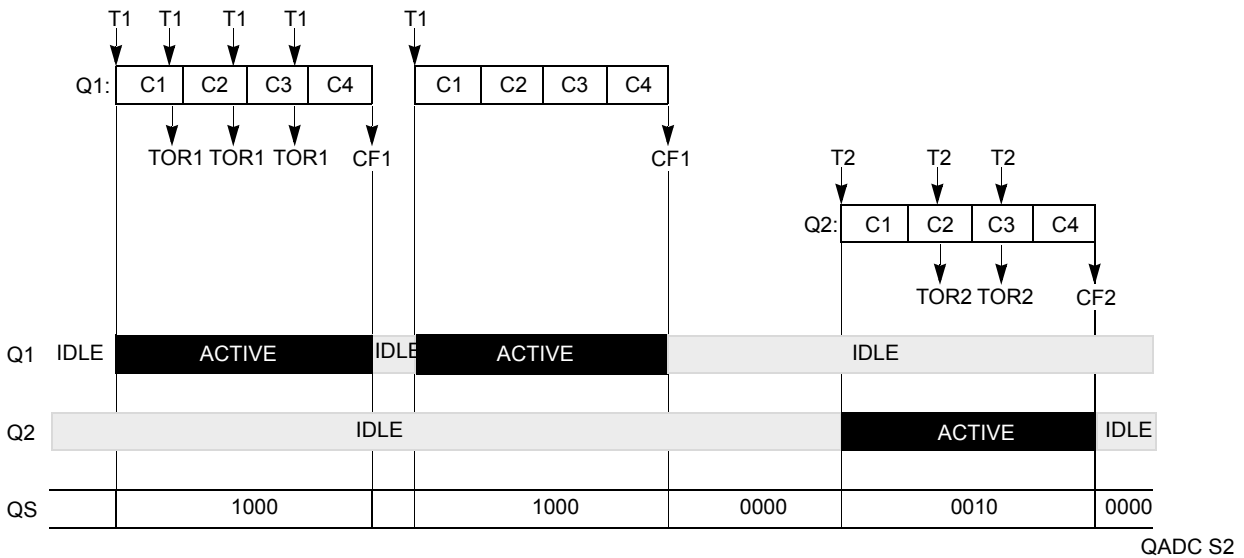 T1 T1 T1 T1 T1
Q1: C1 C2 C3 C4 C1 C2 C3 C4
TOR1 TOR1 TOR1 CF1 CF1
T2 T2 T2
Q2: C1 C2 C3 C4
TOR2 TOR2 CF2
Q1 IDLE ACTIVE IDLE ACTIVE IDLE
Q2 IDLE ACTIVE IDLE
QS 1000 1000 0000 0010 0000
QADC S2